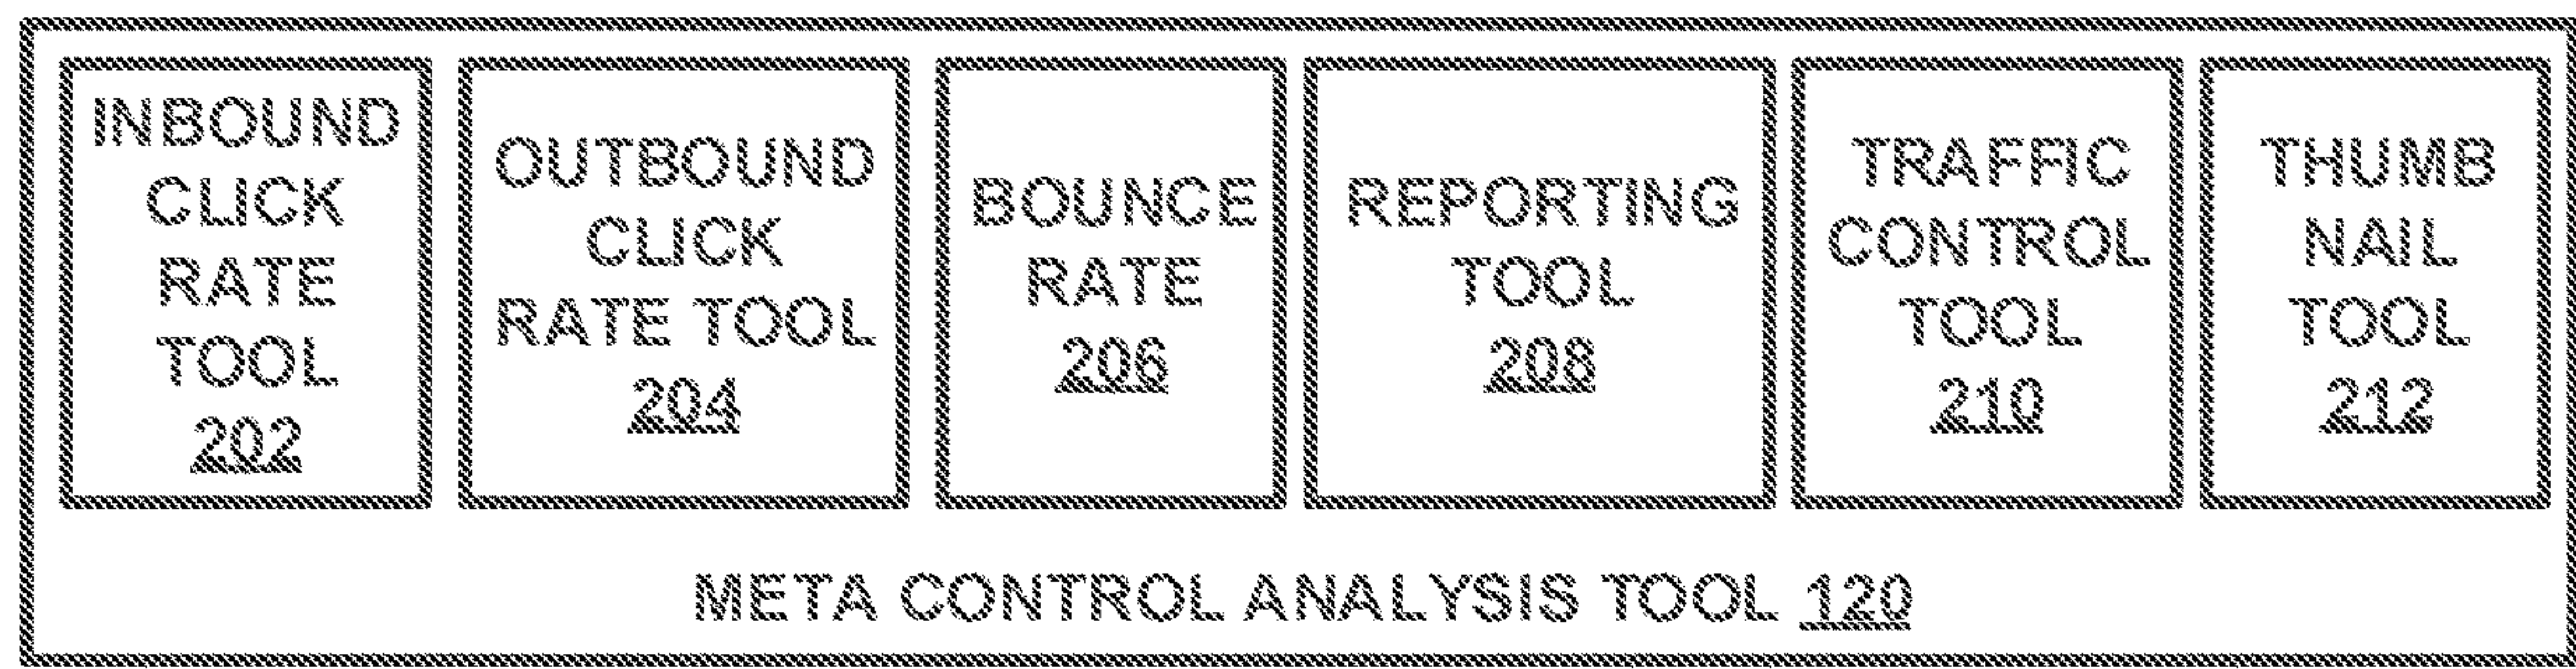 INBOUND
CLICK
RATE
TOOL
202
OUTBOUND
CLICK
RATE TOOL
204
BOUNCE
RATE
206
REPORTING
TOOL
208
TRAFFIC
CONTROL
TOOL
210
THUMB
NAIL
TOOL
212
META CONTROL ANALYSIS TOOL 120